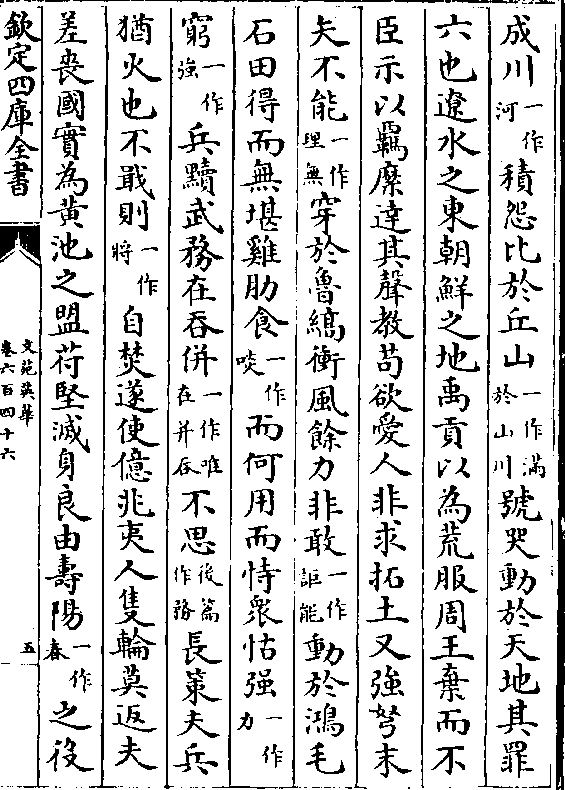 成川一作河積怨比於丘山一作滿於山川號哭動於天地其罪
六也遼水之東朝鮮之地禹貢以為荒服周王棄而不
臣示以羈縻達其聲教苟欲愛人非求拓土又強弩末
矢不能一作理無穿於魯縞衝風餘力非敢一作詎能動於鴻毛
石田得而無堪雞肋食一作啖而何用而恃衆怙强一作力
窮一作強兵黷武務在吞併一作唯在并吞不思後篇作務長策夫兵
猶火也不戢則一作將自焚遂使億兆夷人隻輪莫返夫
差喪國實為黃池之盟苻堅滅身良由壽陽一作春之役
欽定四庫全書
文苑英華
卷六百四十六
五